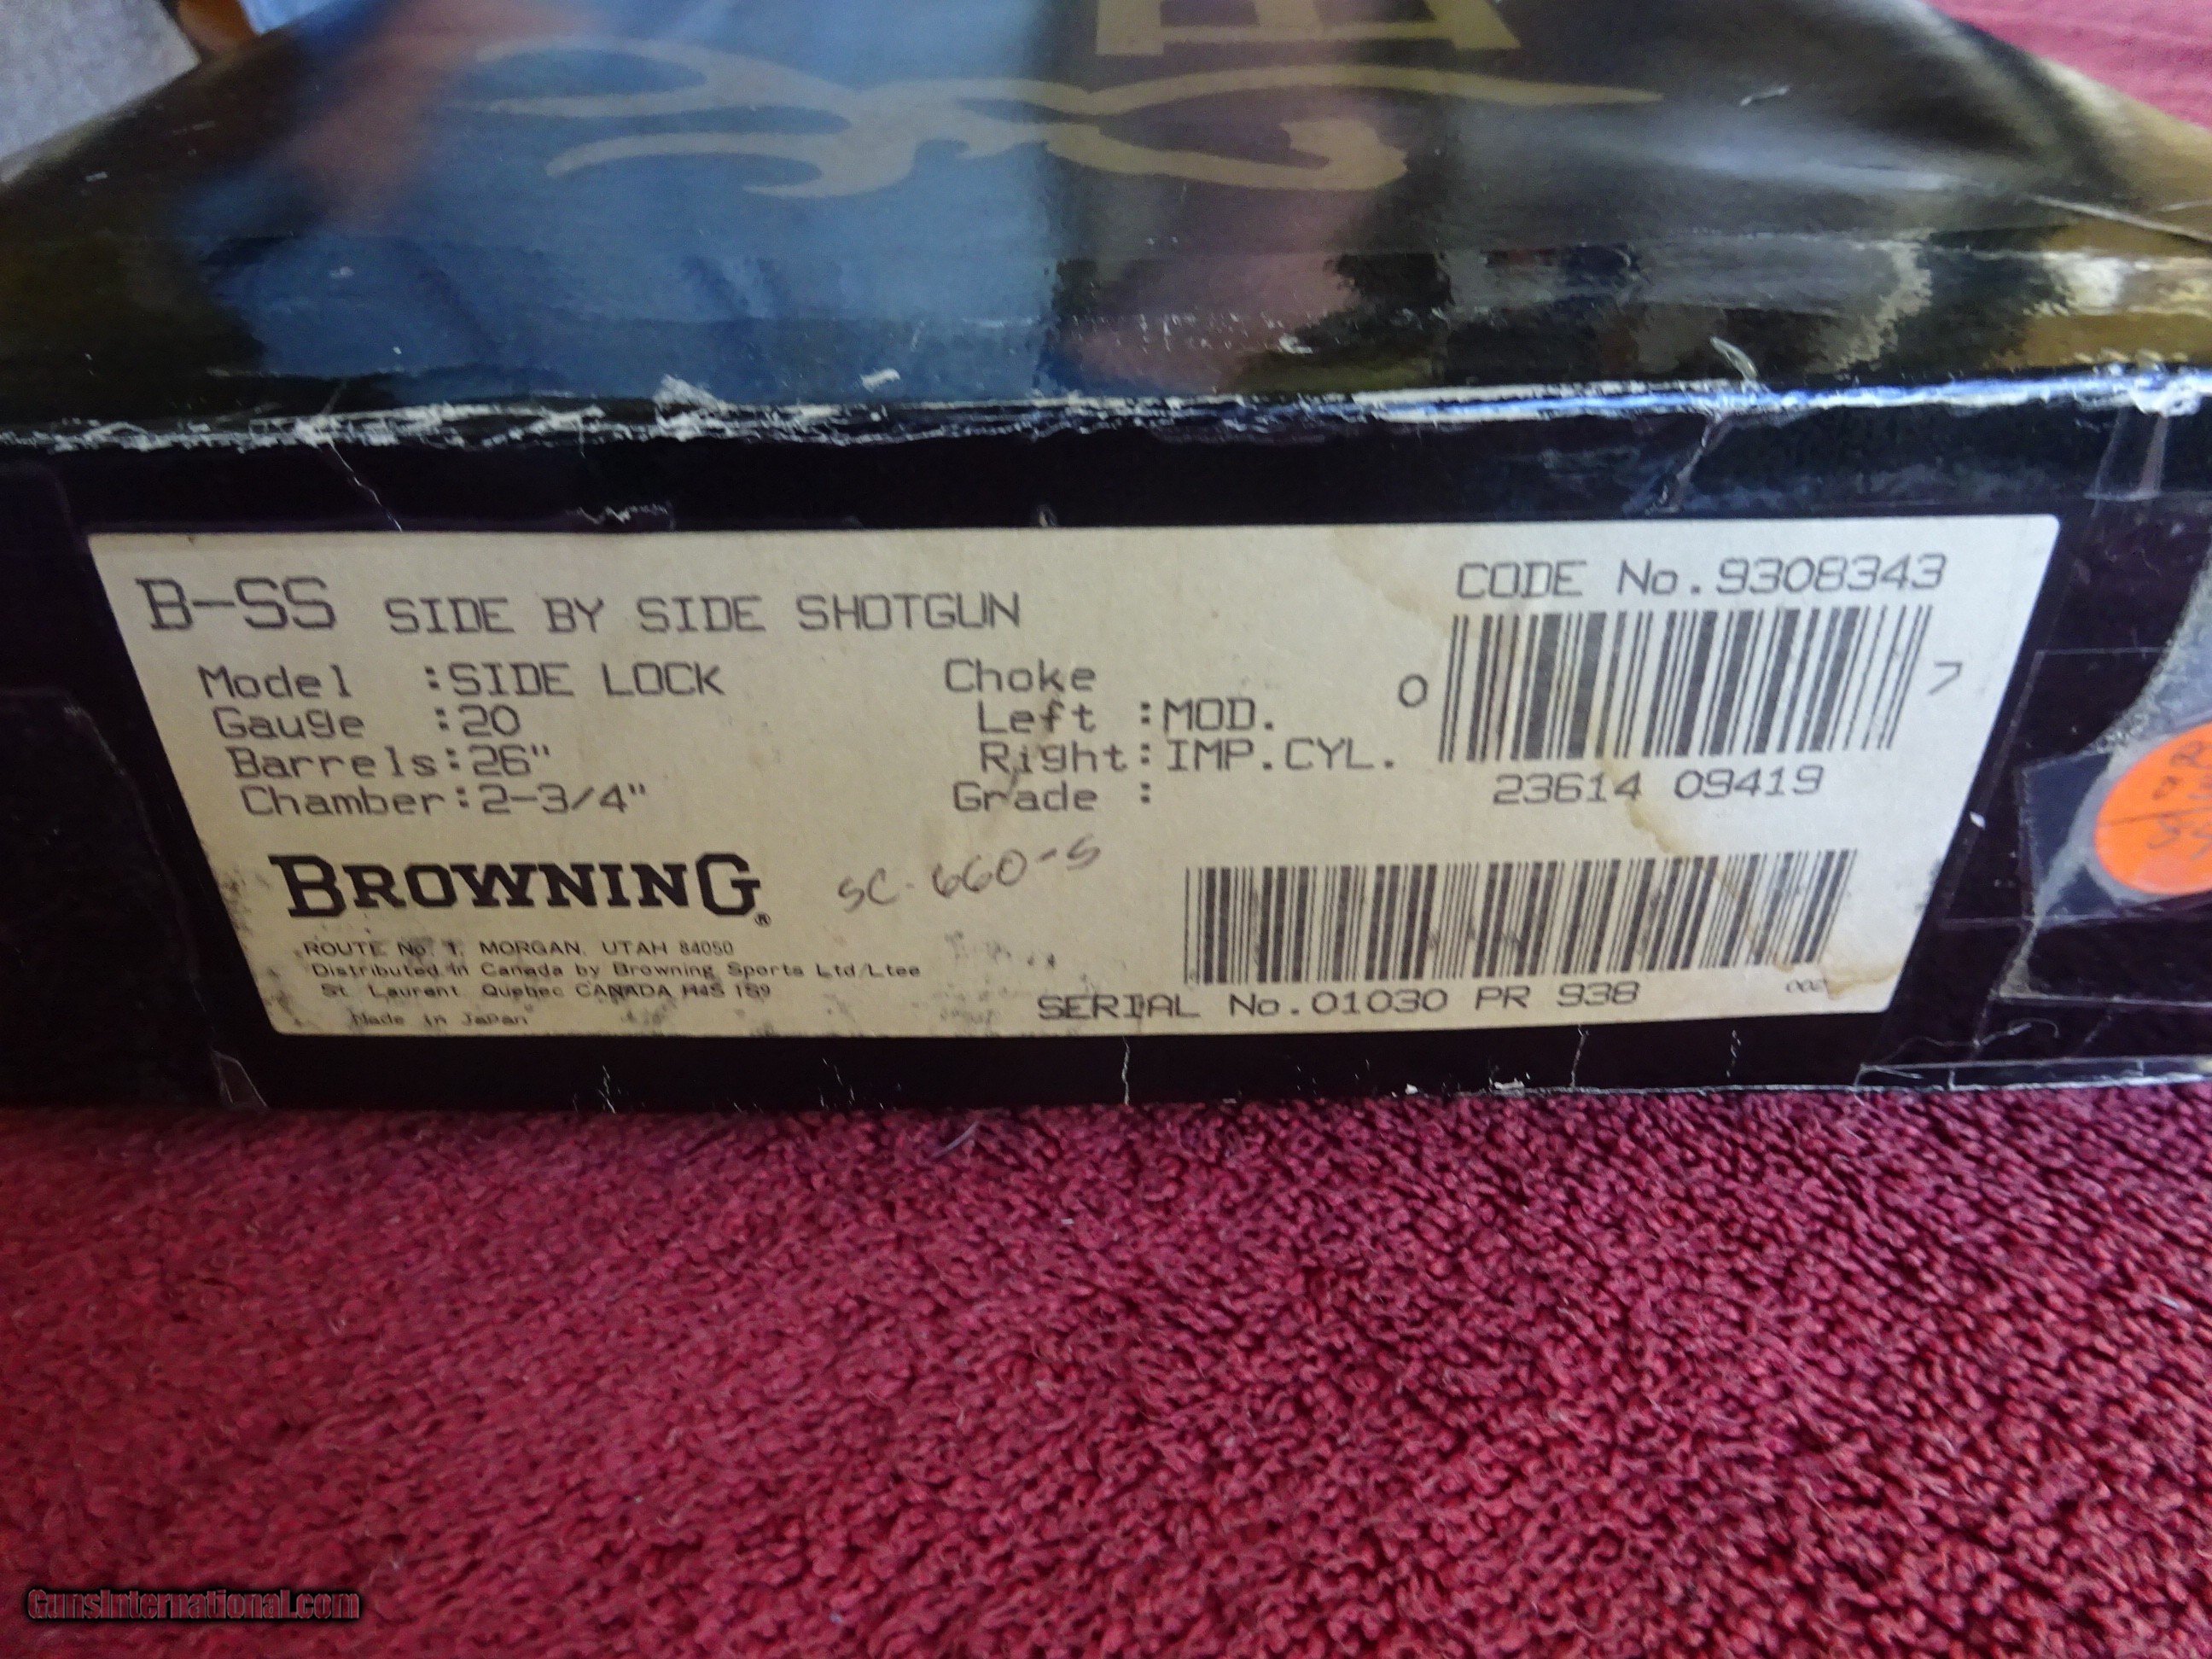 B-SS SIDE BY SIDE SHOTGUN
Model :SIDE LOCK
Gauge :20
Barrels:26"
Chamber:2-3/4"
Choke
Left :MOD.
Right:IMP.CYL.
Grade :
CODE No.9308343
0 7
23614 09419
BROWNING®
SC-660-S
ROUTE No 1, MORGAN, UTAH 84050
Distributed in Canada by Browning Sports Ltd/Ltee
St. Laurent Quebec CANADA H4S 1S9
Made in Japan
SERIAL No.01030 PR 938
002
GunsInternational.com